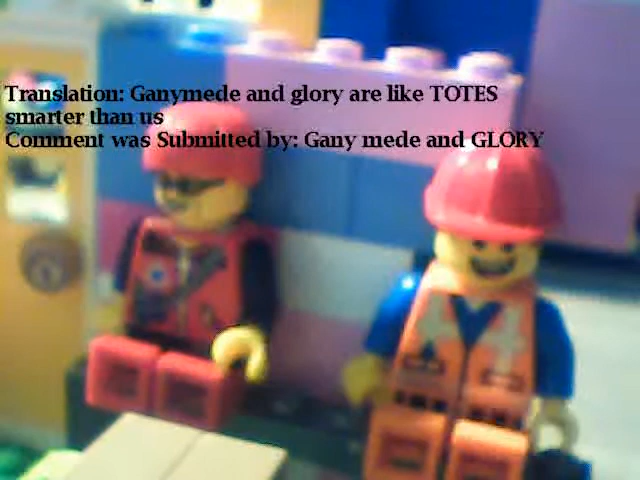 Translation: Ganymede and glory are like TOTES
smarter than us
Comment was Submitted by: Gany mede and GLORY